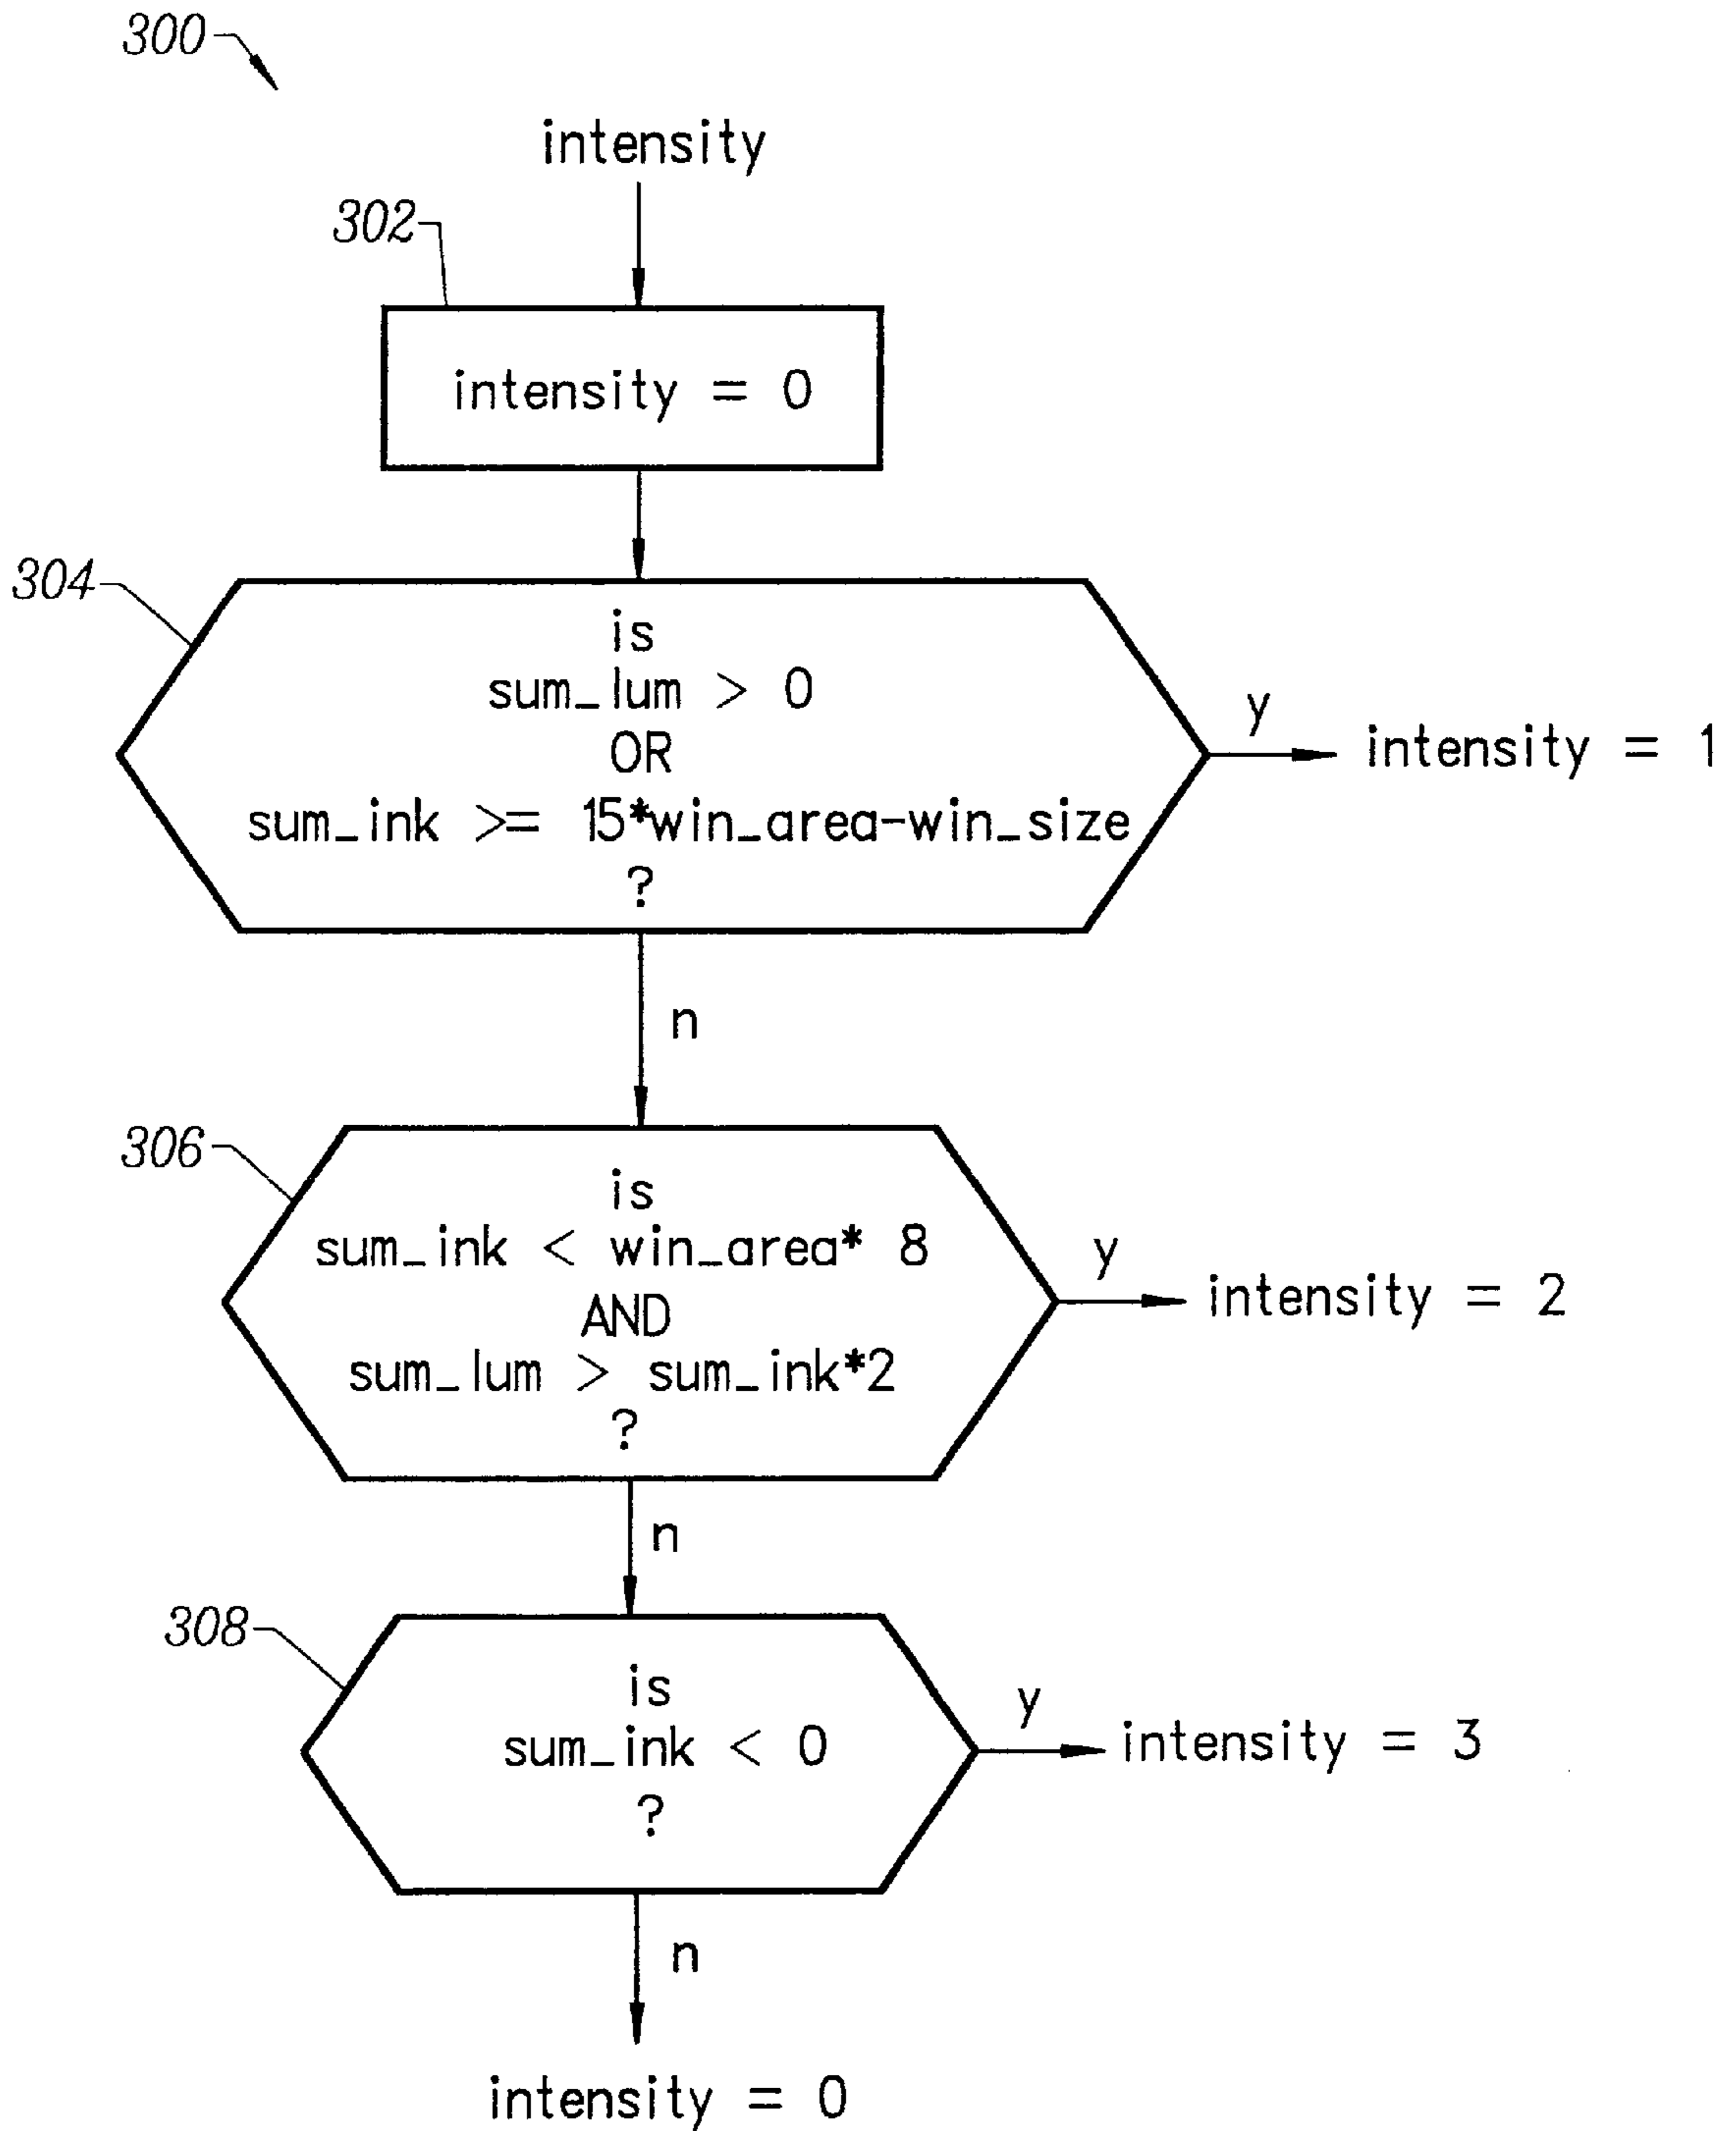 300
intensity
302
intensity = 0
304
is
sum_lum > 0
OR
sum_ink >= 15*win_area-win_size
?
y
intensity = 1
n
306
is
sum_ink < win_area* 8
AND
sum_lum > sum_ink*2
?
y
intensity = 2
n
308
is
sum_ink < 0
?
y
intensity = 3
n
intensity = 0